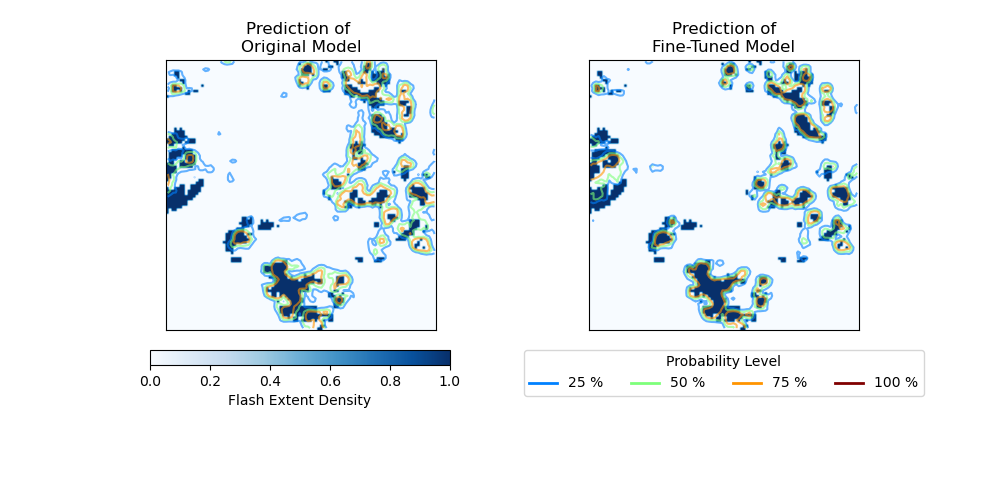 Prediction of
Original Model
Prediction of
Fine-Tuned Model
0.0 0.2 0.4 0.6 0.8 1.0
Flash Extent Density
Probability Level
25 % 50 % 75 % 100 %